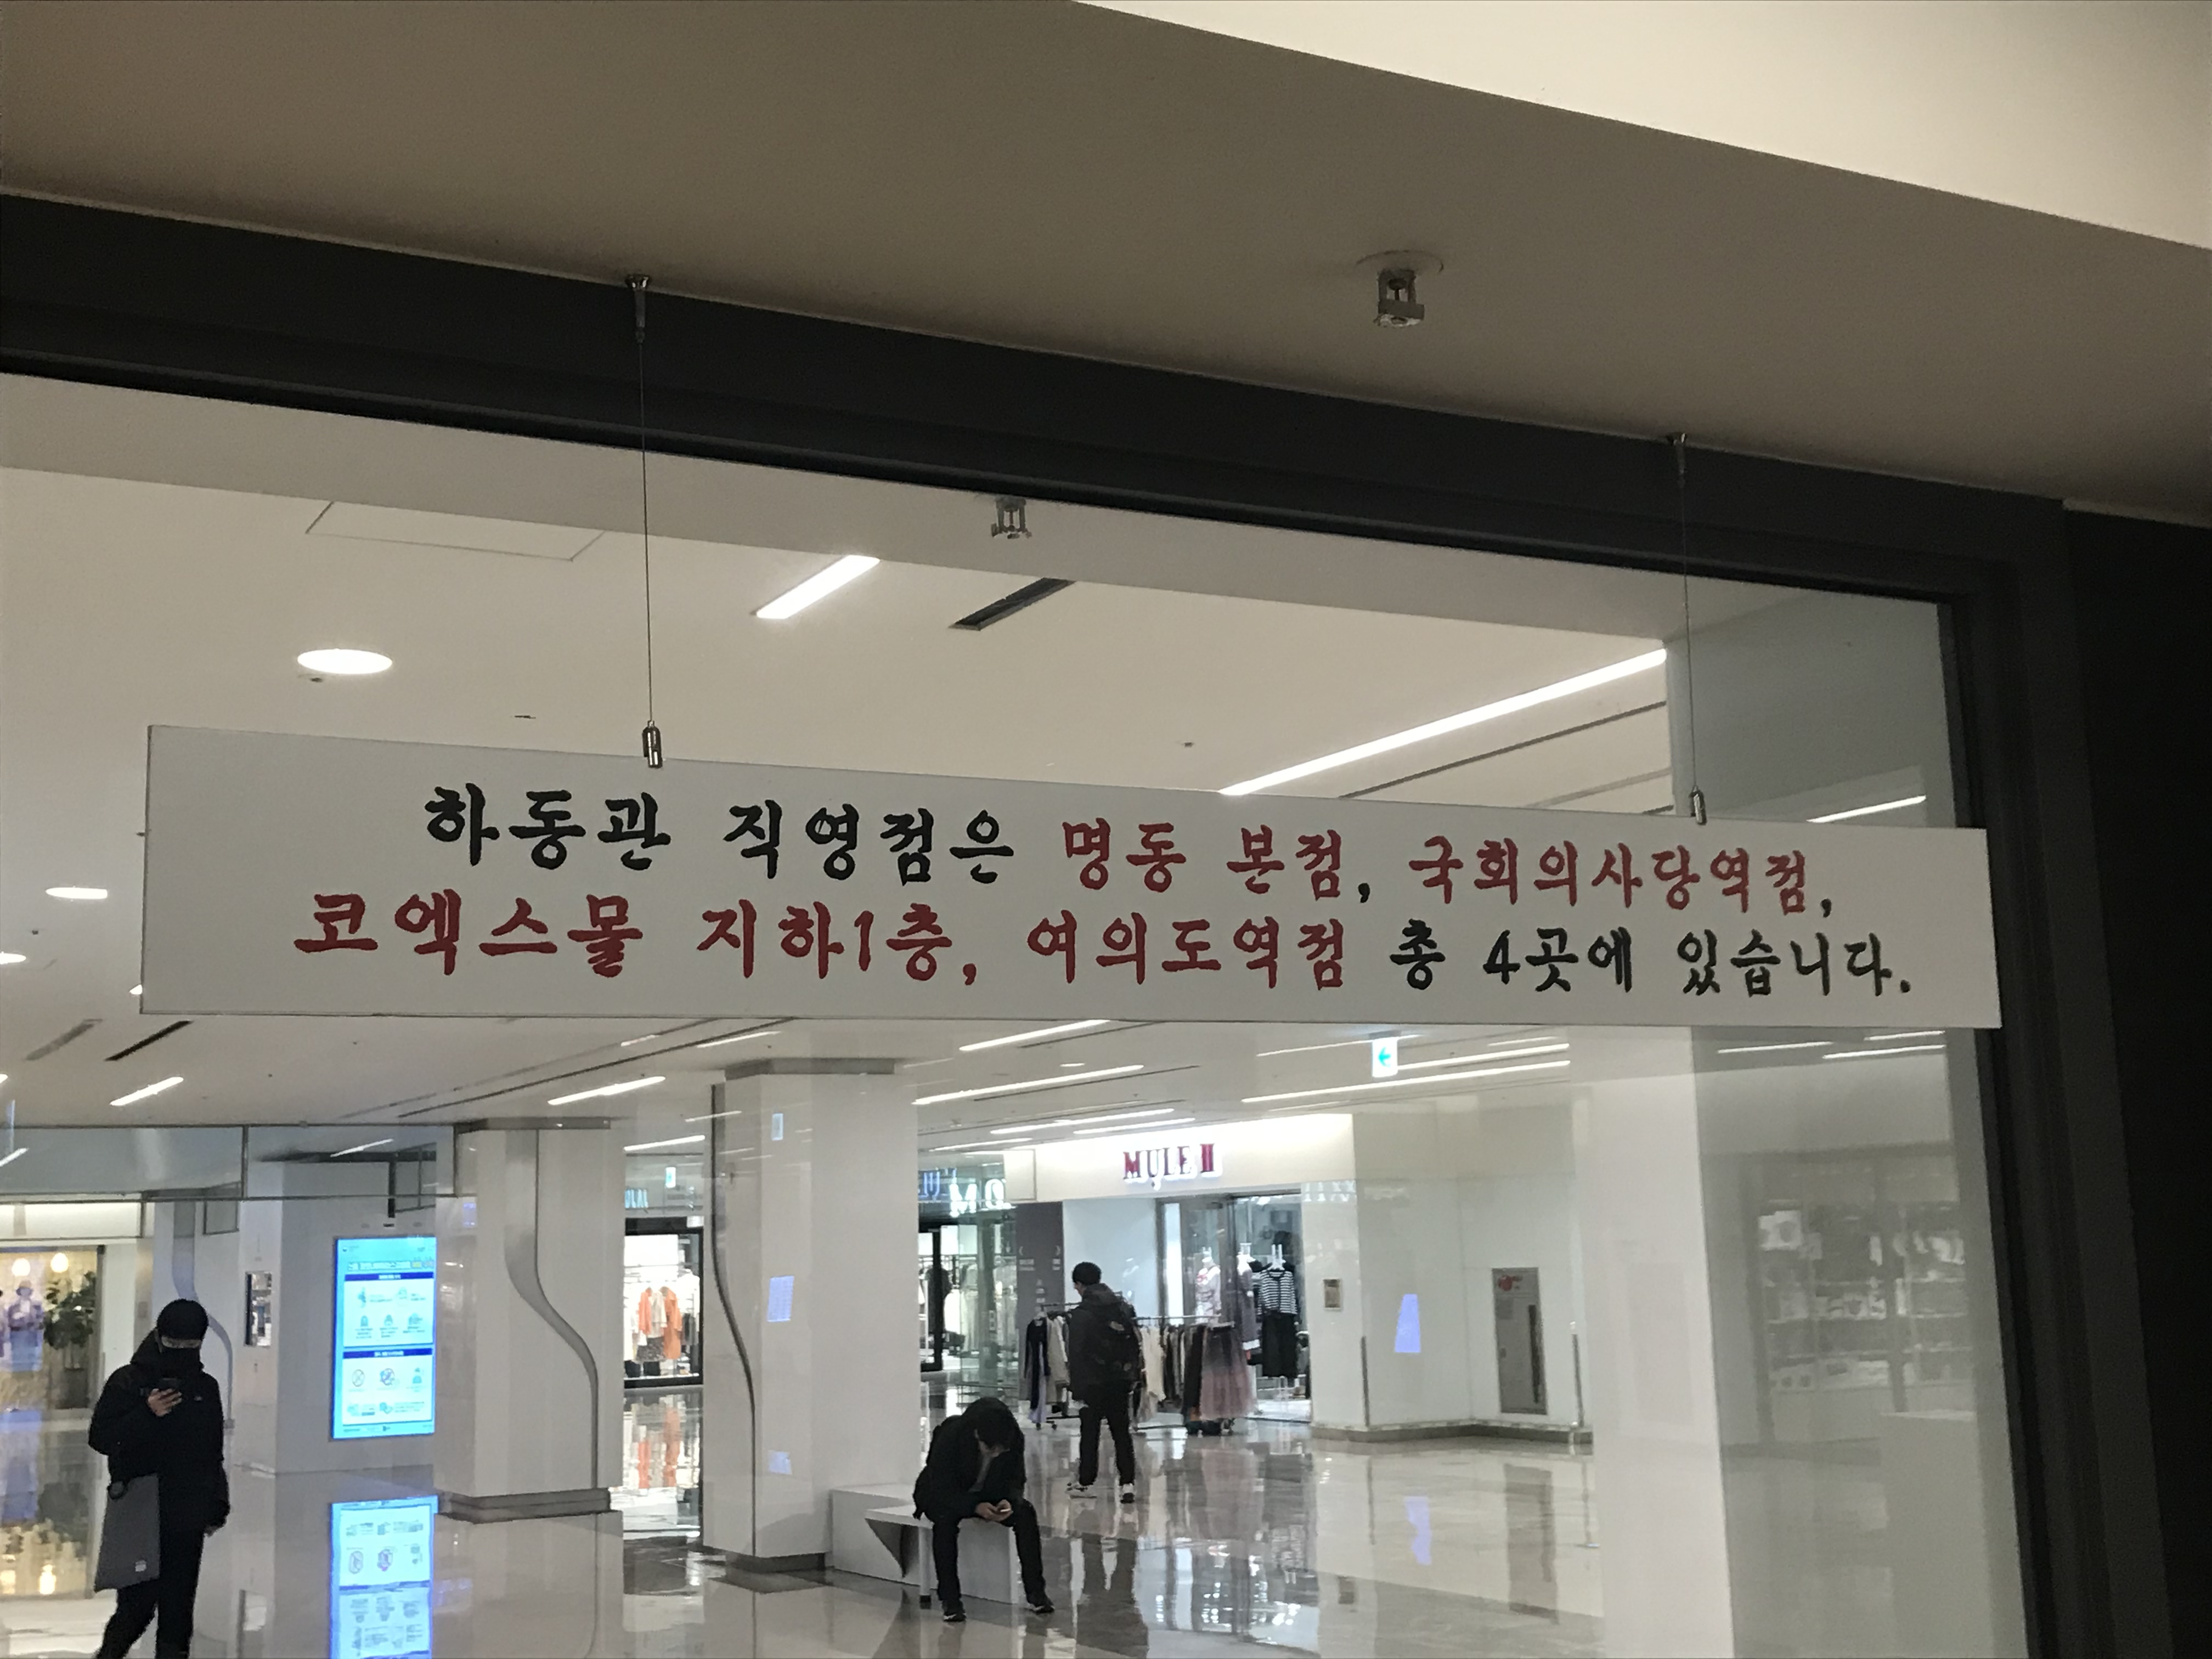 하동관 직영점은 명동 본점, 국회의사당역점,
코엑스몰 지하1층, 여의도역점 총 4곳에 있습니다.